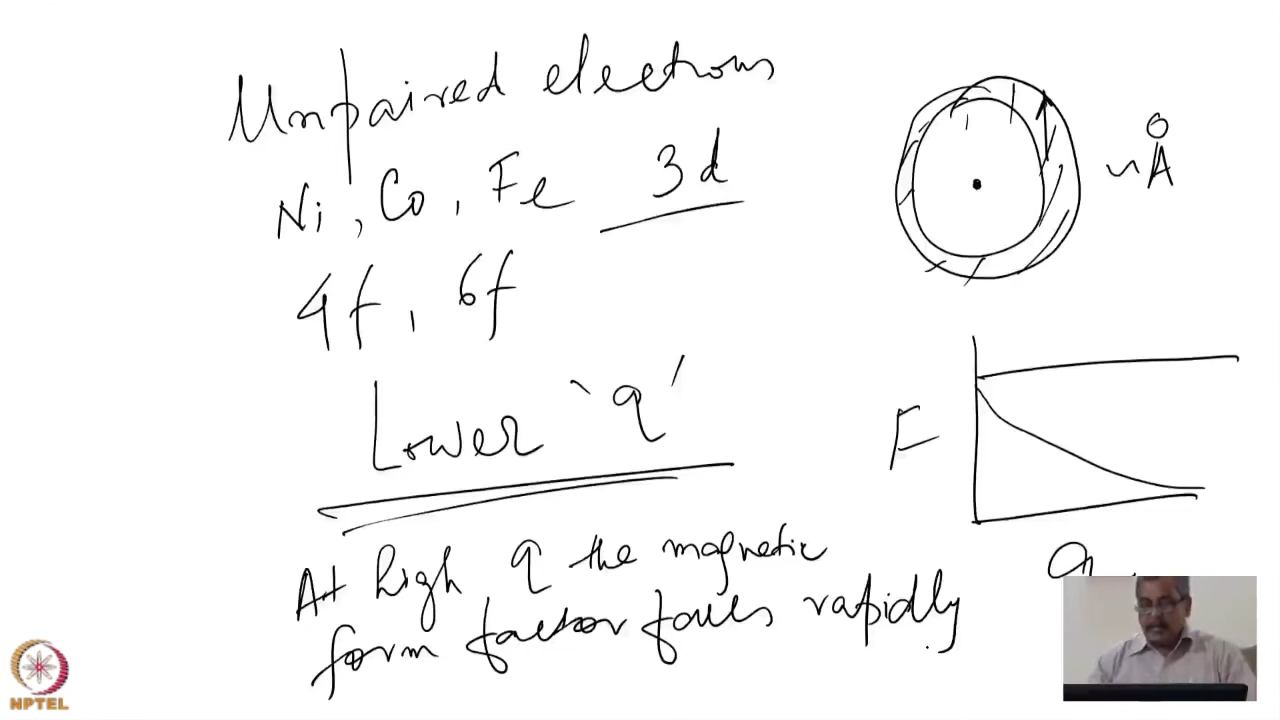 Unpaired electrons
Ni, Co, Fe 3d
4f, 6f
Lower 'q'
At high q the magnetic
form factor falls rapidly.
~Å
F
q
NPTEL